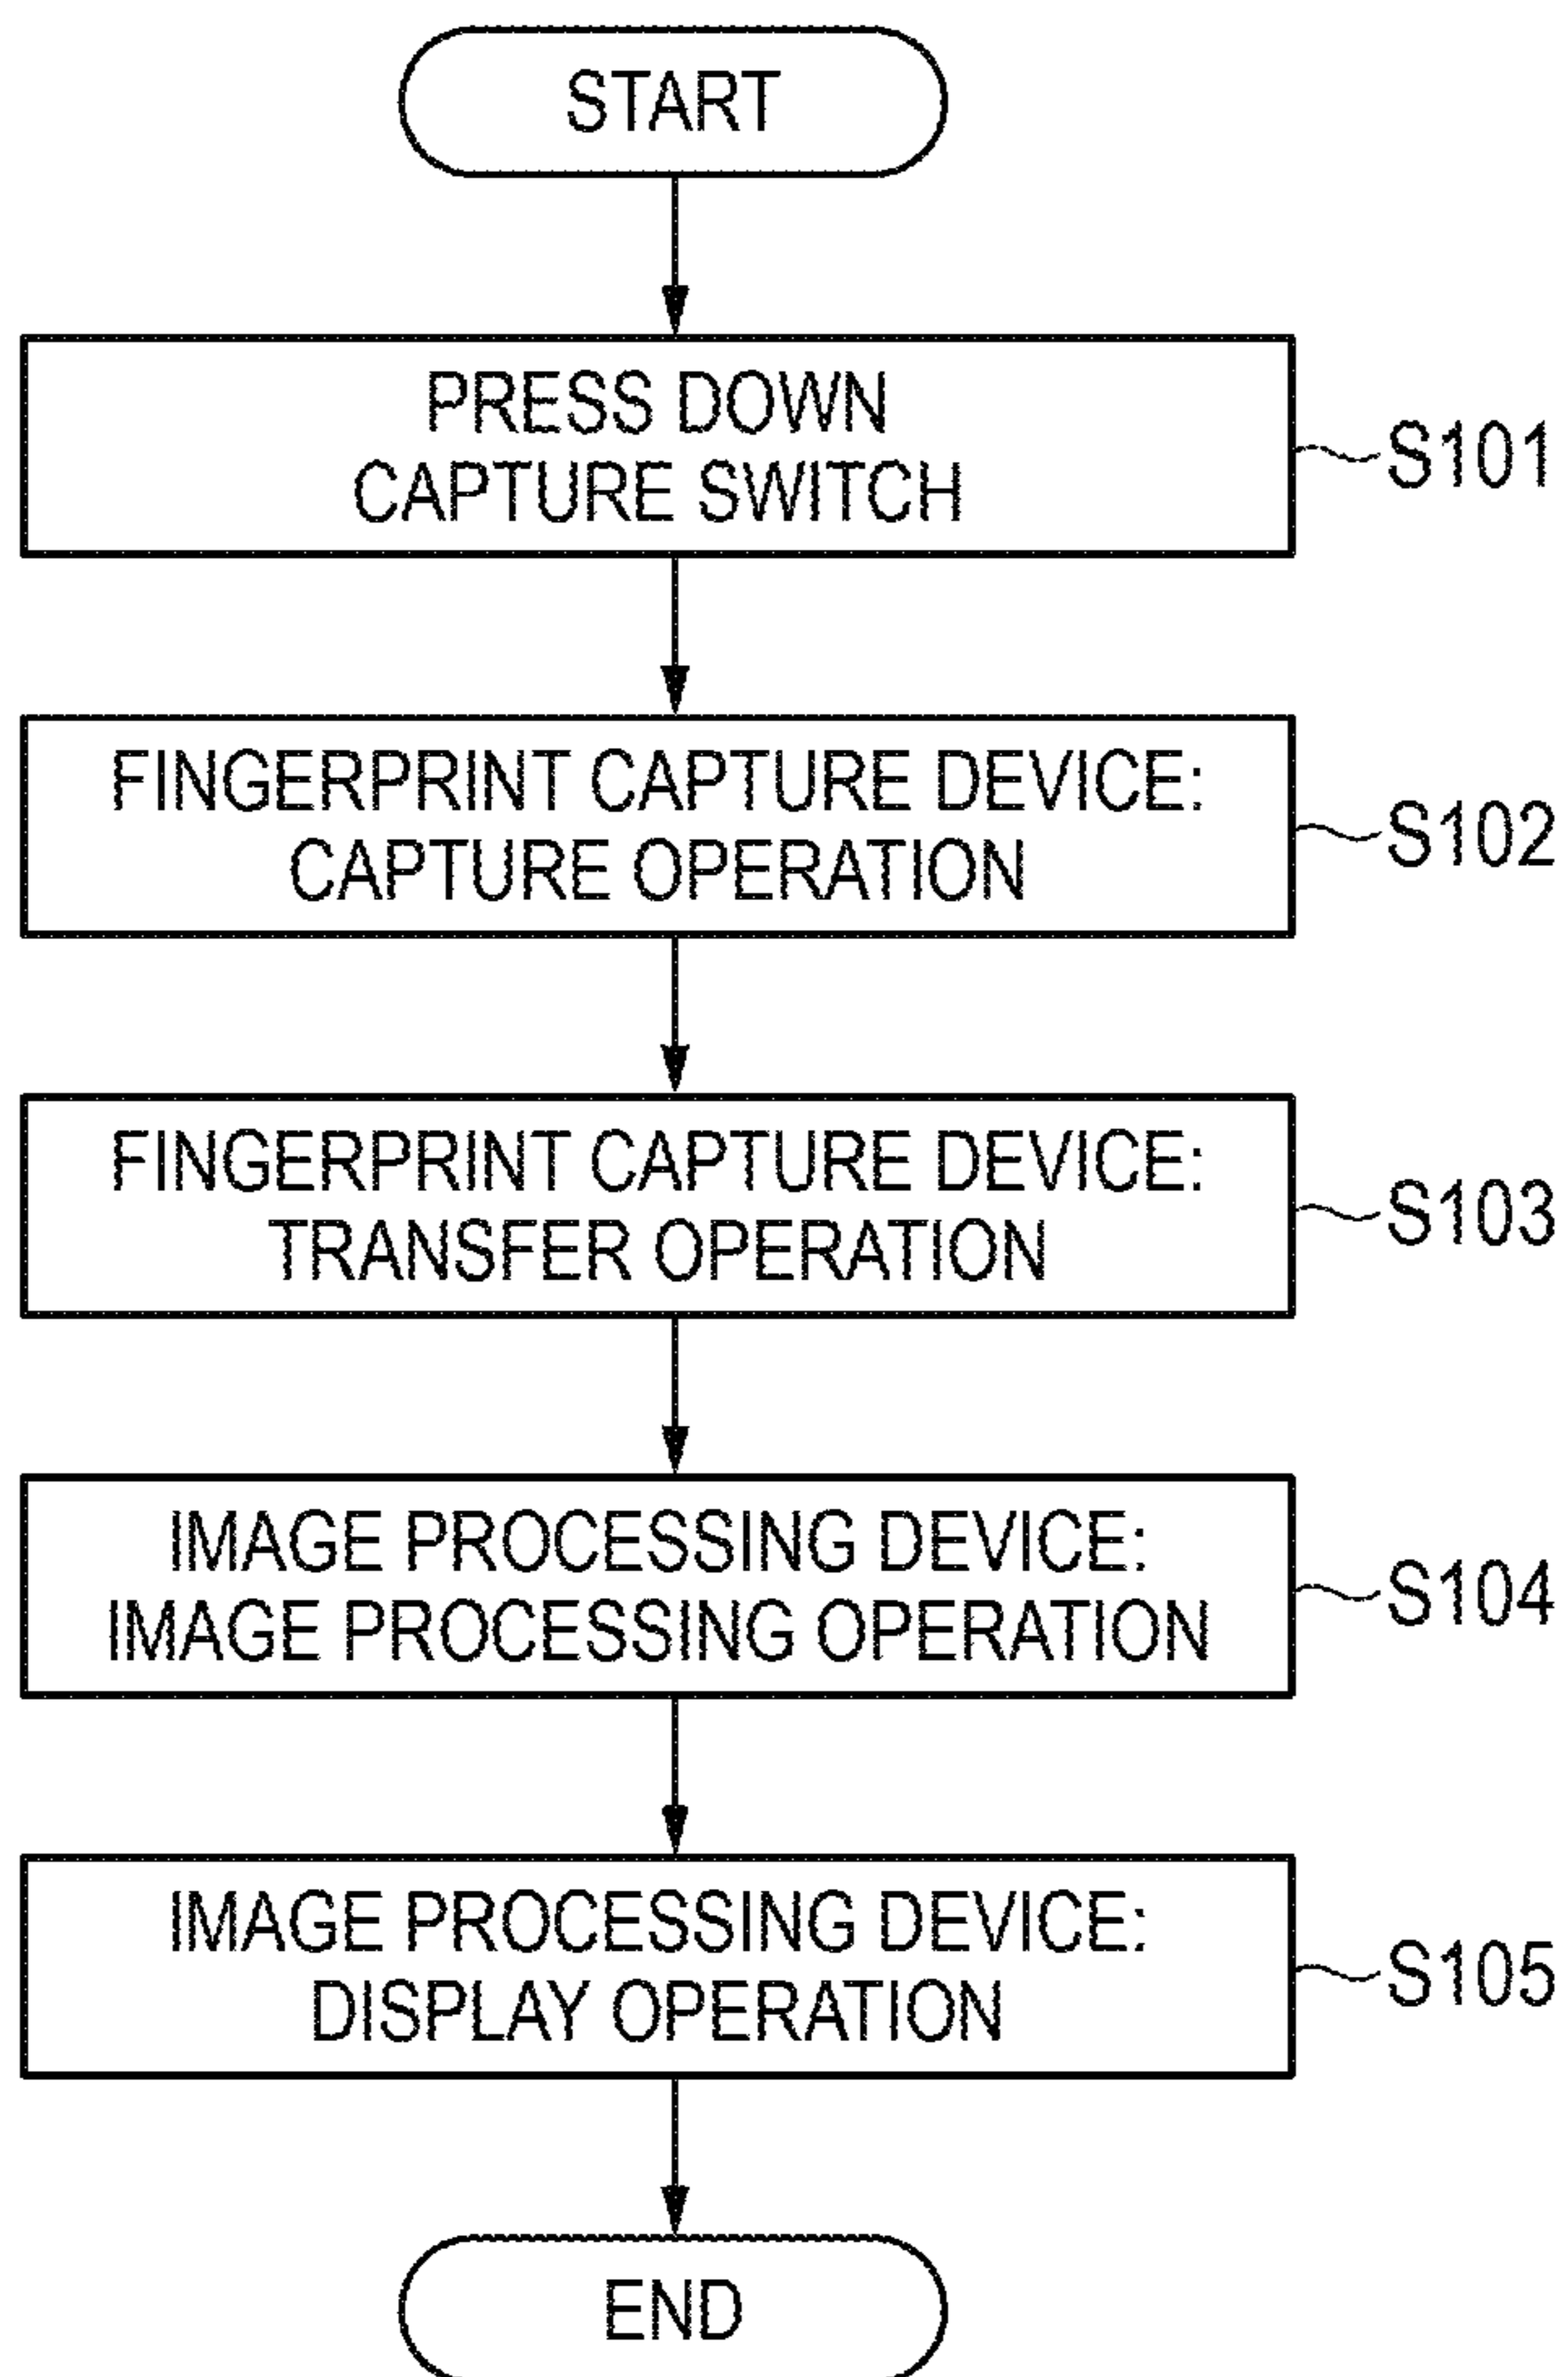 START
PRESS DOWN
CAPTURE SWITCH
S101
FINGERPRINT CAPTURE DEVICE:
CAPTURE OPERATION
S102
FINGERPRINT CAPTURE DEVICE:
TRANSFER OPERATION
S103
IMAGE PROCESSING DEVICE:
IMAGE PROCESSING OPERATION
S104
IMAGE PROCESSING DEVICE:
DISPLAY OPERATION
S105
END